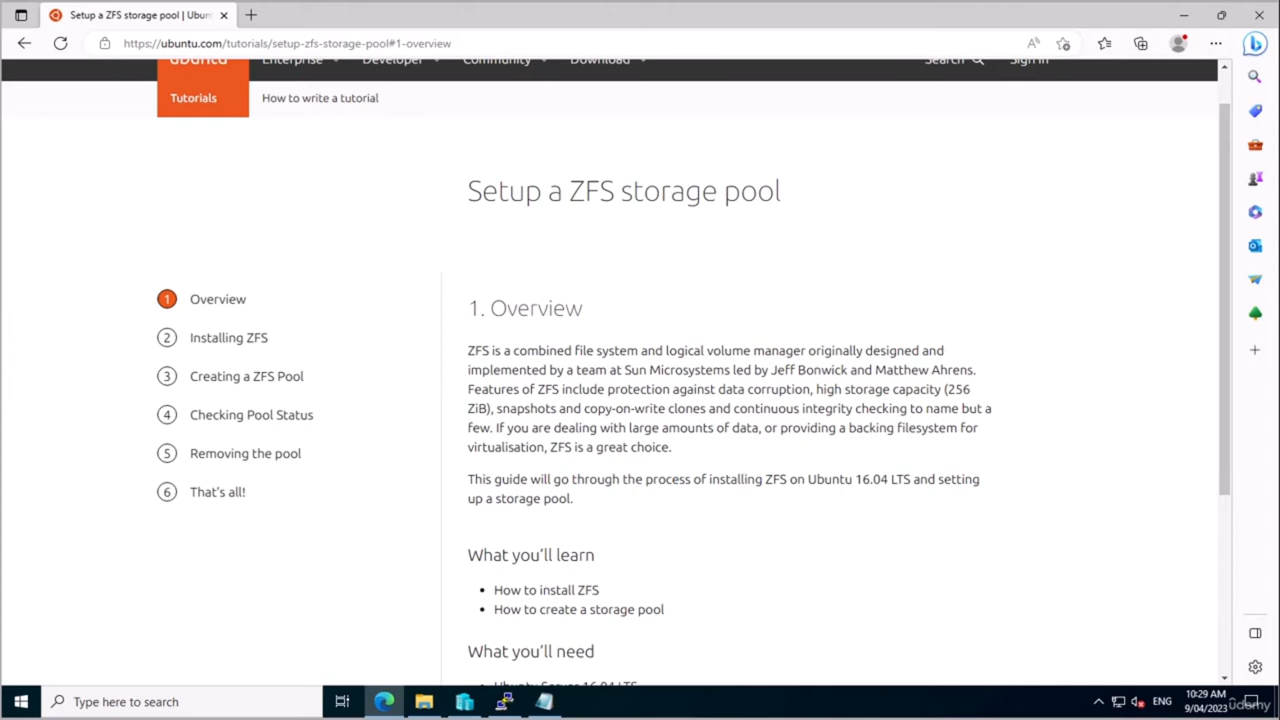 Setup a ZFS storage pool | Ubun
https://ubuntu.com/tutorials/setup-zfs-storage-pool#1-overview
ubuntu Enterprise Developer Community Download Search Sign in
Tutorials How to write a tutorial
Setup a ZFS storage pool
1 Overview
2 Installing ZFS
3 Creating a ZFS Pool
4 Checking Pool Status
5 Removing the pool
6 That's all!
1. Overview
ZFS is a combined file system and logical volume manager originally designed and
implemented by a team at Sun Microsystems led by Jeff Bonwick and Matthew Ahrens.
Features of ZFS include protection against data corruption, high storage capacity (256
ZiB), snapshots and copy-on-write clones and continuous integrity checking to name but a
few. If you are dealing with large amounts of data, or providing a backing filesystem for
virtualisation, ZFS is a great choice.
This guide will go through the process of installing ZFS on Ubuntu 16.04 LTS and setting
up a storage pool.
What you'll learn
• How to install ZFS
• How to create a storage pool
What you'll need
Ubuntu Server 16.04 LTS
Type here to search
ENG
10:29 AM
9/04/2023
udemy